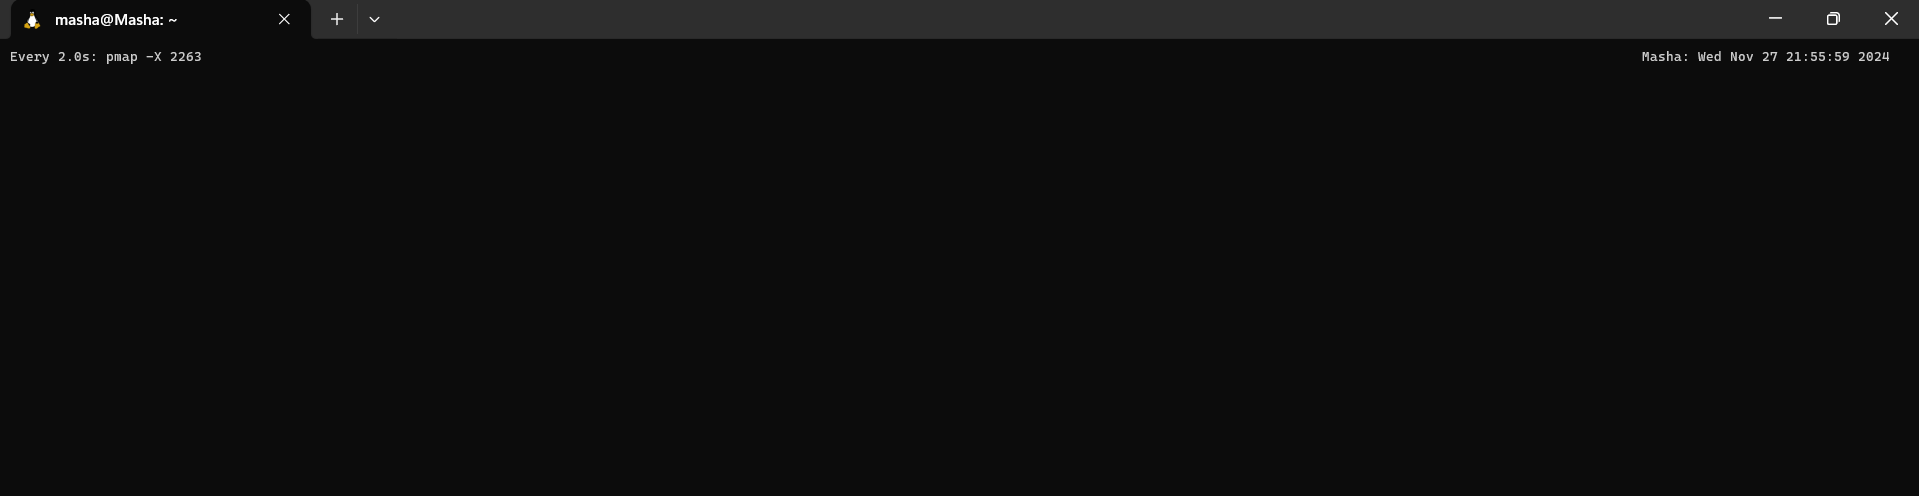 masha@Masha: ~
Every 2.0s: pmap -X 2263
Masha: Wed Nov 27 21:55:59 2024